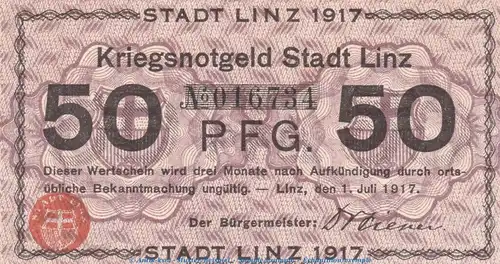 STADT LINZ 1917
Kriegsnotgeld Stadt Linz
№016734
50 PFG. 50
Dieser Wertschein wird drei Monate nach Aufkündigung durch orts-
übliche Bekanntmachung ungültig. — Linz, den 1. Juli 1917.
Der Bürgermeister:
STADT LINZ 1917